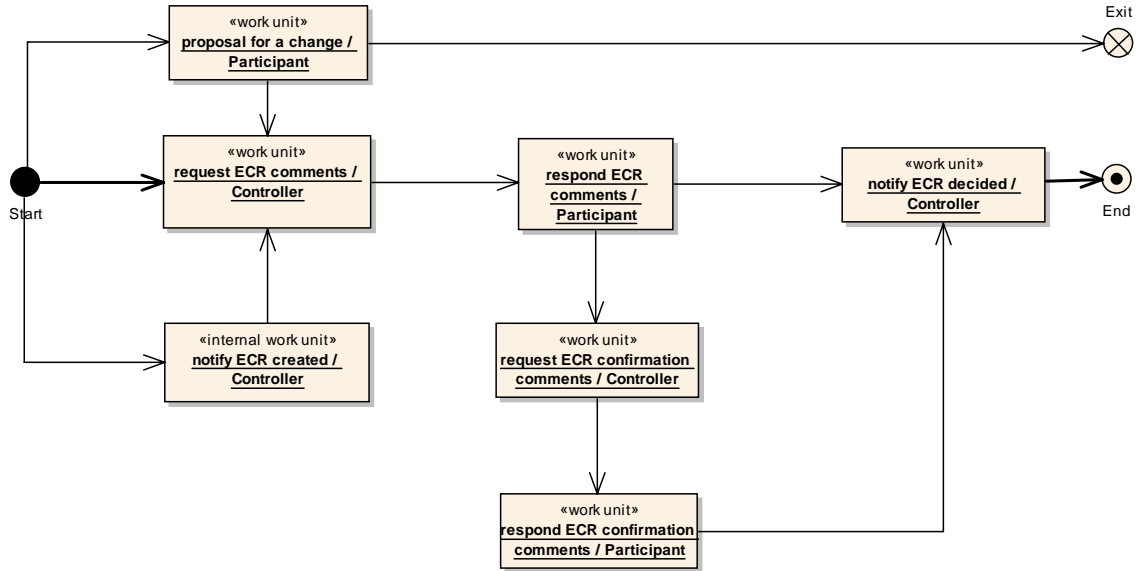 Exit
«work unit»
proposal for a change /
Participant
«work unit»
request ECR comments /
Controller
«work unit»
respond ECR
comments /
Participant
«work unit»
notify ECR decided /
Controller
Start
End
«internal work unit»
notify ECR created /
Controller
«work unit»
request ECR confirmation
comments / Controller
«work unit»
respond ECR confirmation
comments / Participant